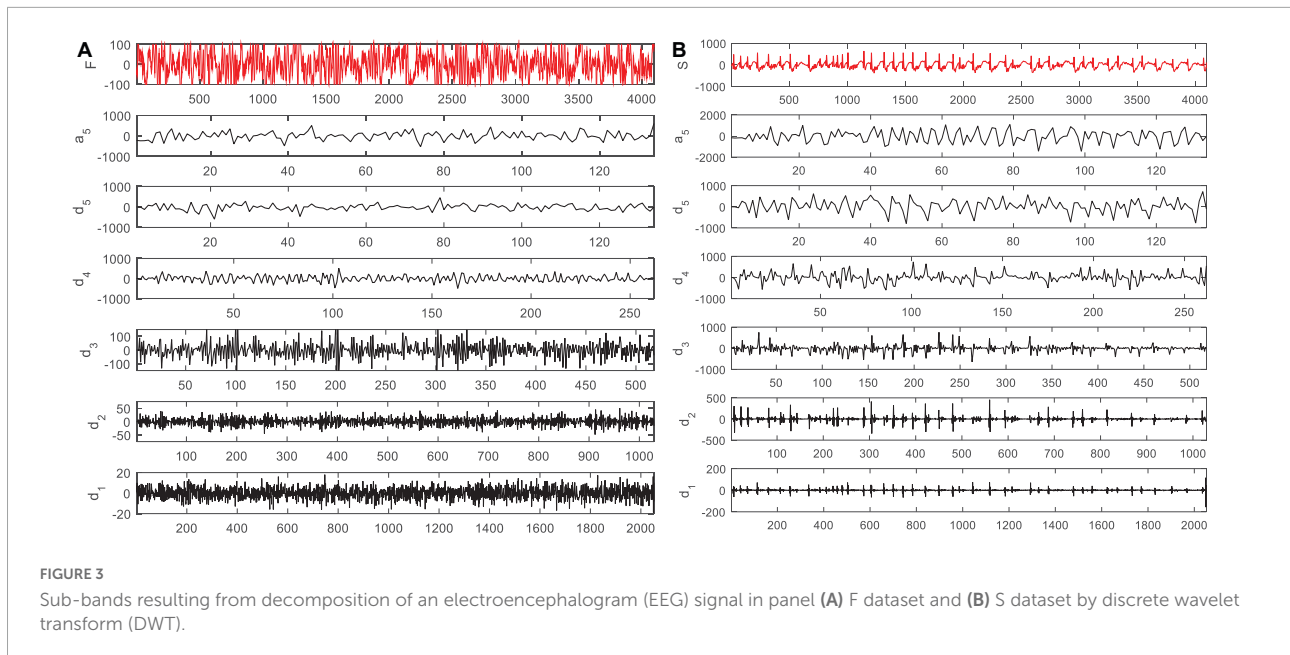 A
100
0
-100
F
500 1000 1500 2000 2500 3000 3500 4000
1000
0
-1000
a5
20 40 60 80 100 120
1000
0
-1000
d5
20 40 60 80 100 120
1000
0
-1000
d4
50 100 150 200 250
100
0
-100
d3
50 100 150 200 250 300 350 400 450 500
50
0
-50
d2
100 200 300 400 500 600 700 800 900 1000
20
0
-20
d1
200 400 600 800 1000 1200 1400 1600 1800 2000
B
1000
0
-1000
S
500 1000 1500 2000 2500 3000 3500 4000
2000
0
-2000
a5
20 40 60 80 100 120
1000
0
-1000
d5
20 40 60 80 100 120
1000
0
-1000
d4
50 100 150 200 250
1000
0
-1000
d3
50 100 150 200 250 300 350 400 450 500
500
0
-500
d2
100 200 300 400 500 600 700 800 900 1000
200
0
-200
d1
200 400 600 800 1000 1200 1400 1600 1800 2000
FIGURE 3
Sub-bands resulting from decomposition of an electroencephalogram (EEG) signal in panel (A) F dataset and (B) S dataset by discrete wavelet
transform (DWT).